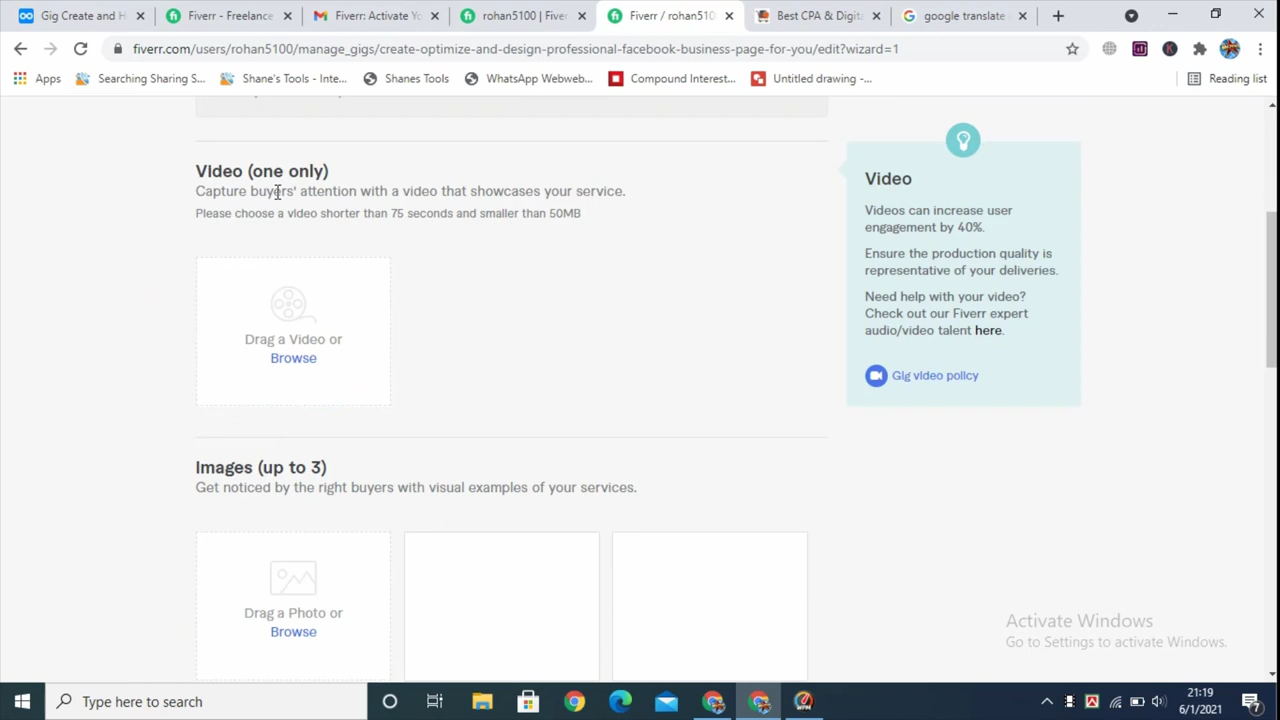 Gig Create and H
Fiverr - Freelance
Fiverr: Activate Yo
rohan5100 | Fiver
Fiverr / rohan510
Best CPA & Digita
google translate
fiverr.com/users/rohan5100/manage_gigs/create-optimize-and-design-professional-facebook-business-page-for-you/edit?wizard=1
Apps
Searching Sharing S...
Shane's Tools - Inte...
Shanes Tools
WhatsApp Webweb...
Compound Interest...
Untitled drawing -...
Reading list
Video (one only)
Capture buyers' attention with a video that showcases your service.
Please choose a video shorter than 75 seconds and smaller than 50MB
Drag a Video or
Browse
Video
Videos can increase user
engagement by 40%.
Ensure the production quality is
representative of your deliveries.
Need help with your video?
Check out our Fiverr expert
audio/video talent here.
Gig video policy
Images (up to 3)
Get noticed by the right buyers with visual examples of your services.
Drag a Photo or
Browse
Activate Windows
Go to Settings to activate Windows.
Type here to search
21:19
6/1/2021
7